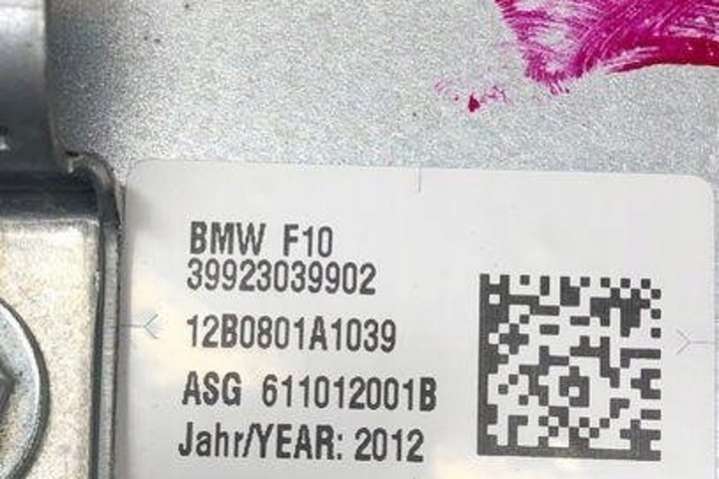 BMW F10
39923039902
12B0801A1039
ASG 611012001B
Jahr/YEAR: 2012